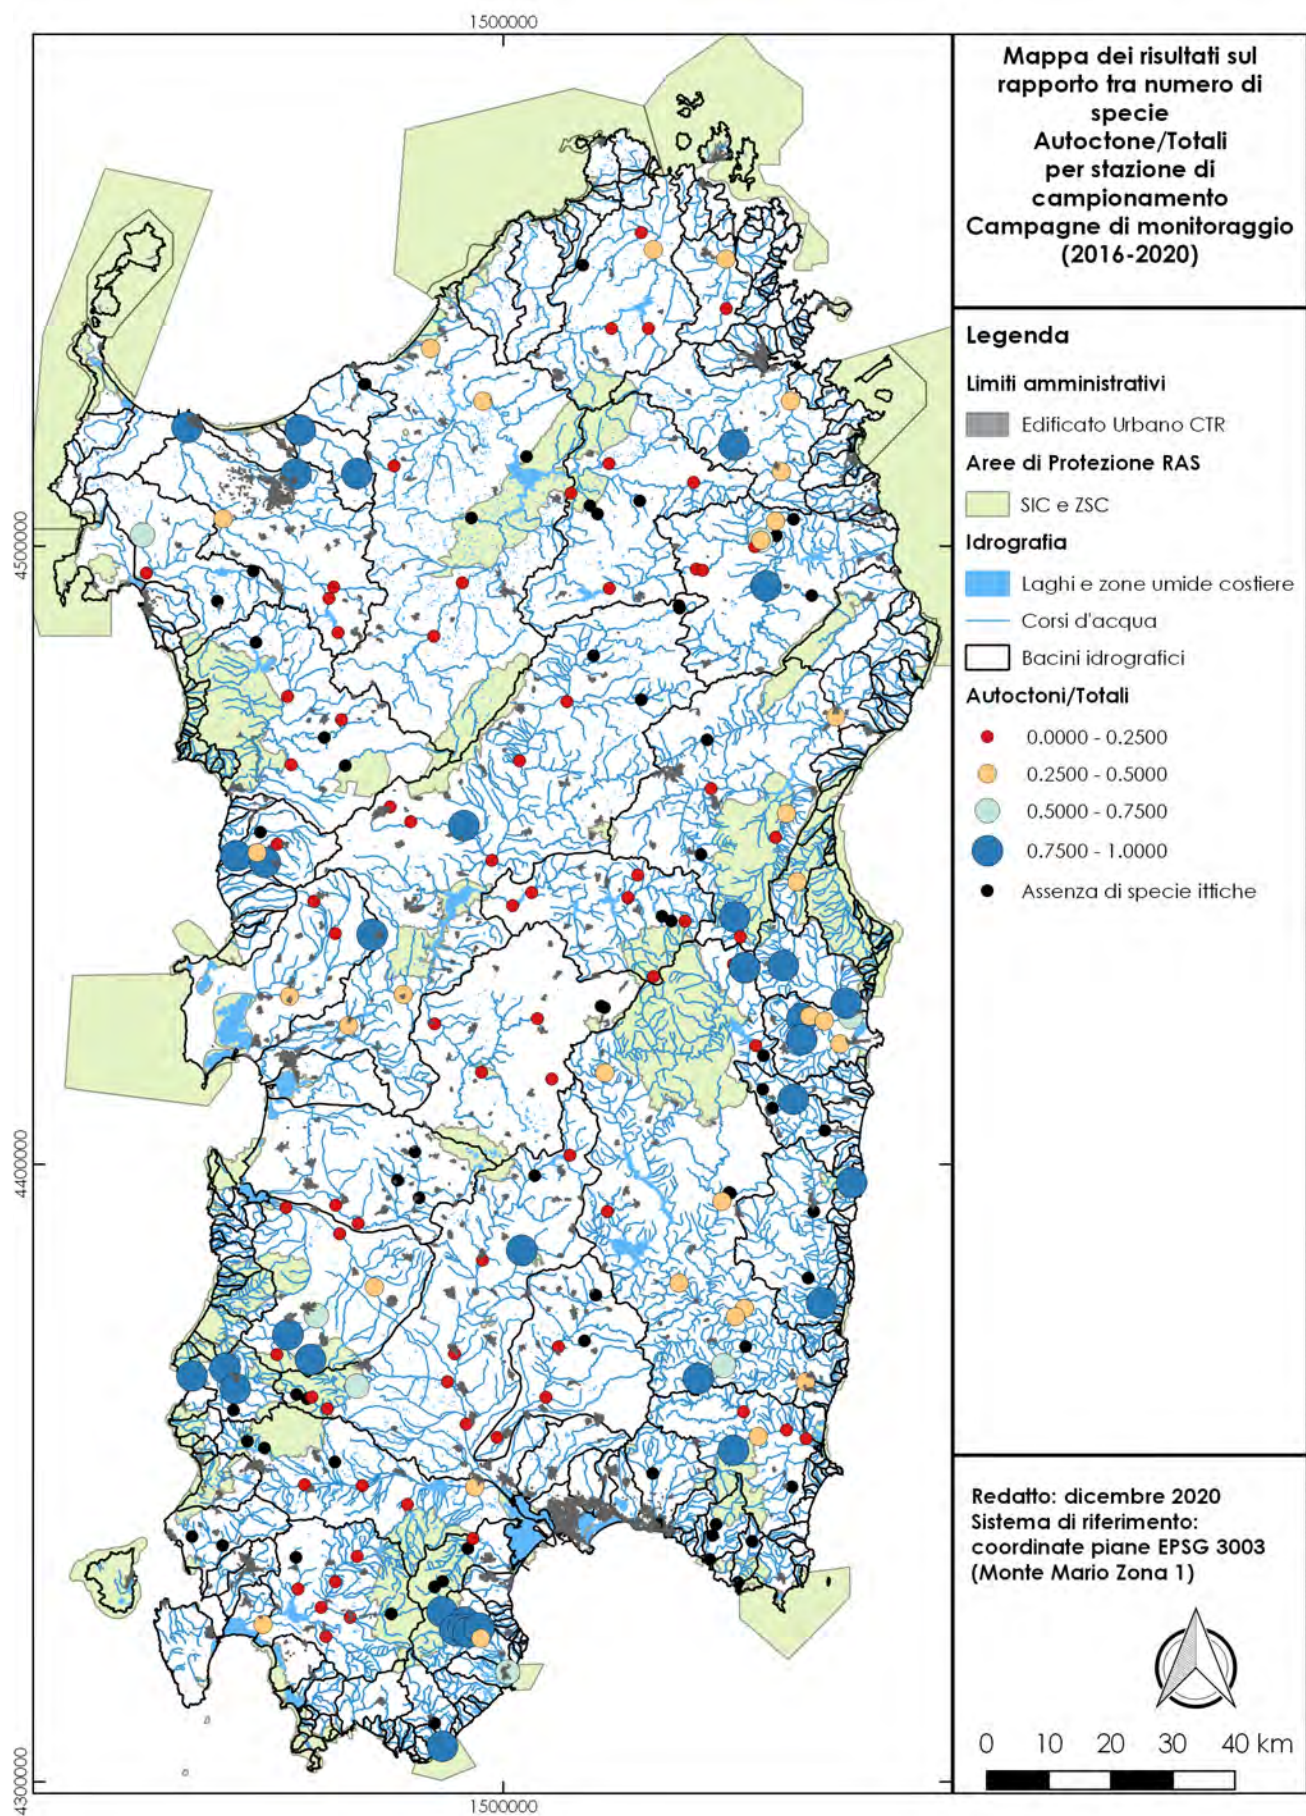 1500000
Mappa dei risultati sul
rapporto tra numero di
specie
Autoctone/Totali
per stazione di
campionamento
Campagne di monitoraggio
(2016-2020)
Legenda
Limiti amministrativi
Edificato Urbano CTR
Aree di Protezione RAS
SIC e ZSC
Idrografia
Laghi e zone umide costiere
Corsi d'acqua
Bacini idrografici
Autoctoni/Totali
0.0000 - 0.2500
0.2500 - 0.5000
0.5000 - 0.7500
0.7500 - 1.0000
Assenza di specie ittiche
4500000
4400000
4300000
1500000
Redatto: dicembre 2020
Sistema di riferimento:
coordinate piane EPSG 3003
(Monte Mario Zona 1)
0 10 20 30 40 km